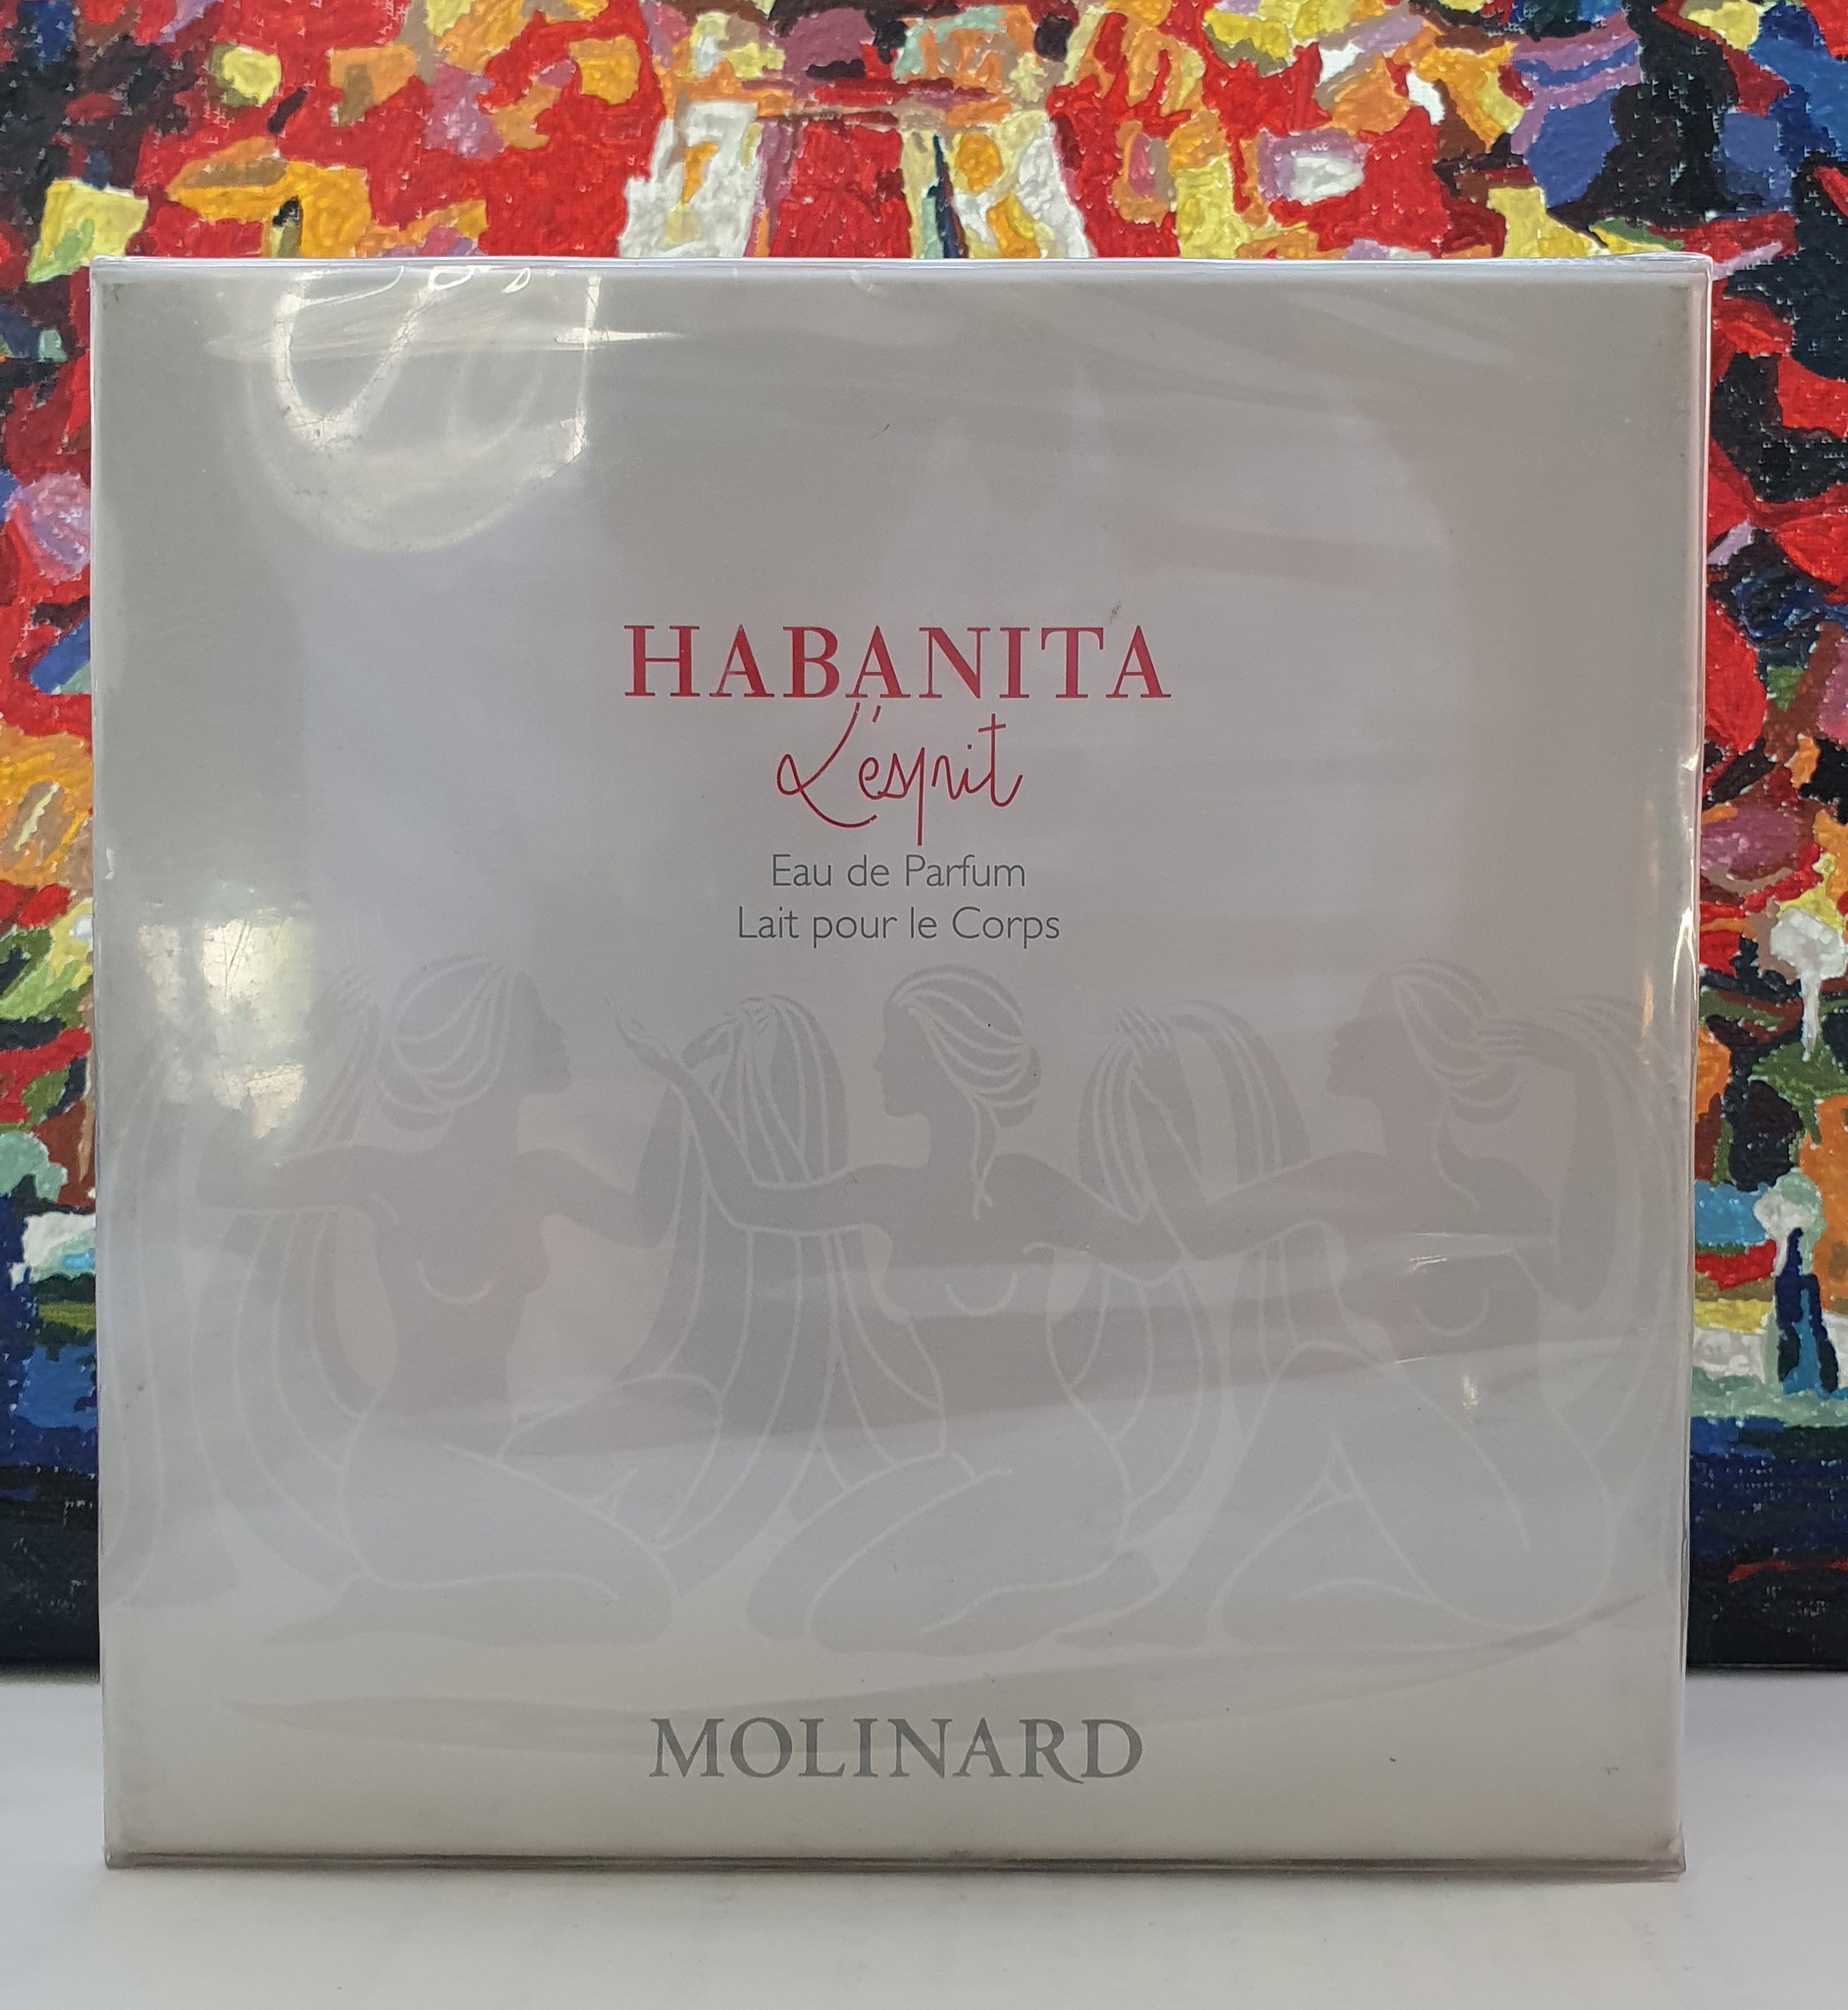 HABANITA
L'esprit
Eau de Parfum
Lait pour le Corps
MOLINARD